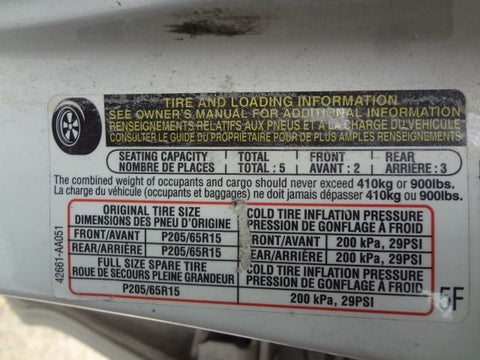 TIRE AND LOADING INFORMATION
SEE OWNER'S MANUAL FOR ADDITIONAL INFORMATION
RENSEIGNEMENTS RELATIFS AUX PNEUS ET A LA CHARGE DU VÉHICULE
CONSULTER LE GUIDE DU PROPRIÉTAIRE POUR DE PLUS AMPLES RENSEIGNEMENTS
SEATING CAPACITY TOTAL FRONT REAR
NOMBRE DE PLACES TOTAL : 5 AVANT : 2 ARRIÈRE : 3
The combined weight of occupants and cargo should never exceed 410kg or 900lbs.
La charge du véhicule (occupants et bagages) ne doit jamais dépasser 410kg ou 900lbs.
ORIGINAL TIRE SIZE
DIMENSIONS DES PNEU D'ORIGINE
COLD TIRE INFLATION PRESSURE
PRESSION DE GONFLAGE À FROID
FRONT/AVANT P205/65R15 FRONT/AVANT 200 kPa, 29PSI
REAR/ARRIÈRE P205/65R15 REAR/ARRIÈRE 200 kPa, 29PSI
FULL SIZE SPARE TIRE
ROUE DE SECOURS PLEINE GRANDEUR
COLD TIRE INFLATION PRESSURE
PRESSION DE GONFLAGE À FROID
P205/65R15 200 kPa, 29PSI
42661-AA051
5F